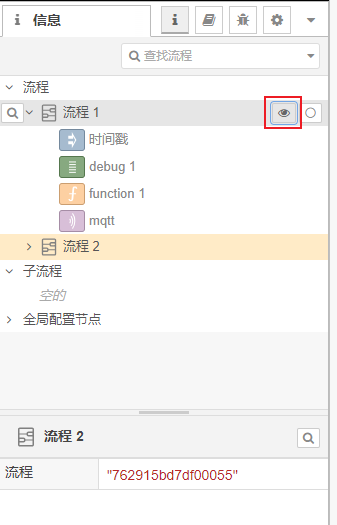 信息
查找流程
流程
流程 1
时间戳
debug 1
function 1
mqtt
流程 2
子流程
空的
全局配置节点
流程 2
流程 "762915bd7df00055"